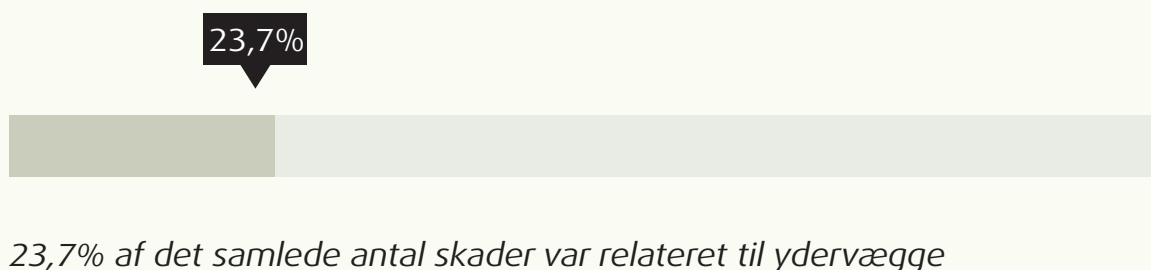 23,7%
23,7% af det samlede antal skader var relateret til ydervægge